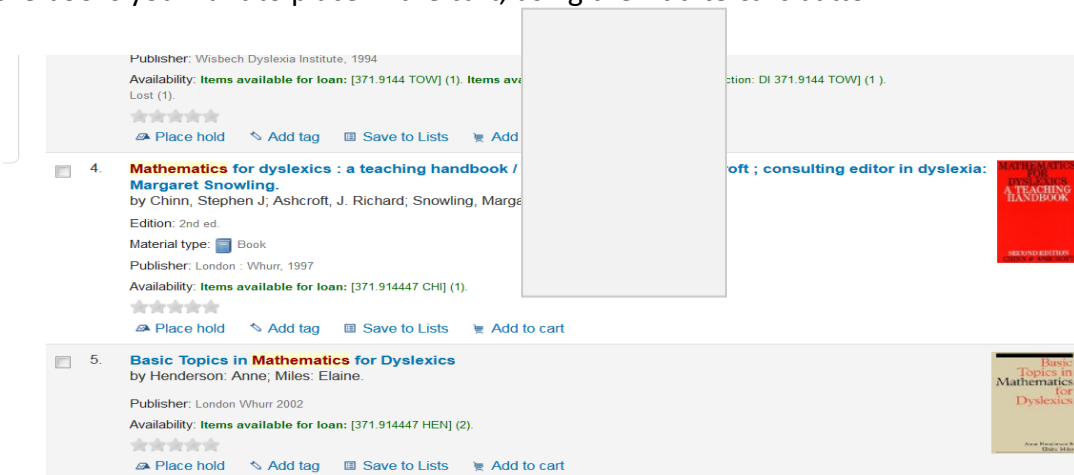 Publisher: Wisbech Dyslexia Institute, 1994
Availability: Items available for loan: [371.9144 TOW] (1). Items ction: DI 371.9144 TOW] (1 ).
Lost (1).
Place hold Add tag Save to Lists Add
4. Mathematics for dyslexics : a teaching handbook / oft ; consulting editor in dyslexia:
Margaret Snowling.
by Chinn, Stephen J; Ashcroft, J. Richard; Snowling, Marga
Edition: 2nd ed.
Material type: Book
Publisher: London : Whurr, 1997
Availability: Items available for loan: [371.914447 CHI] (1).
Place hold Add tag Save to Lists Add to cart
MATHEMATICS
FOR
DYSLEXICS
A TEACHING
HANDBOOK
SECOND EDITION
5. Basic Topics in Mathematics for Dyslexics
by Henderson: Anne; Miles: Elaine.
Publisher: London Whurr 2002
Availability: Items available for loan: [371.914447 HEN] (2).
Place hold Add tag Save to Lists Add to cart
Basic
Topics in
Mathematics
for
Dyslexics
Anne Henderson &
Elaine Miles